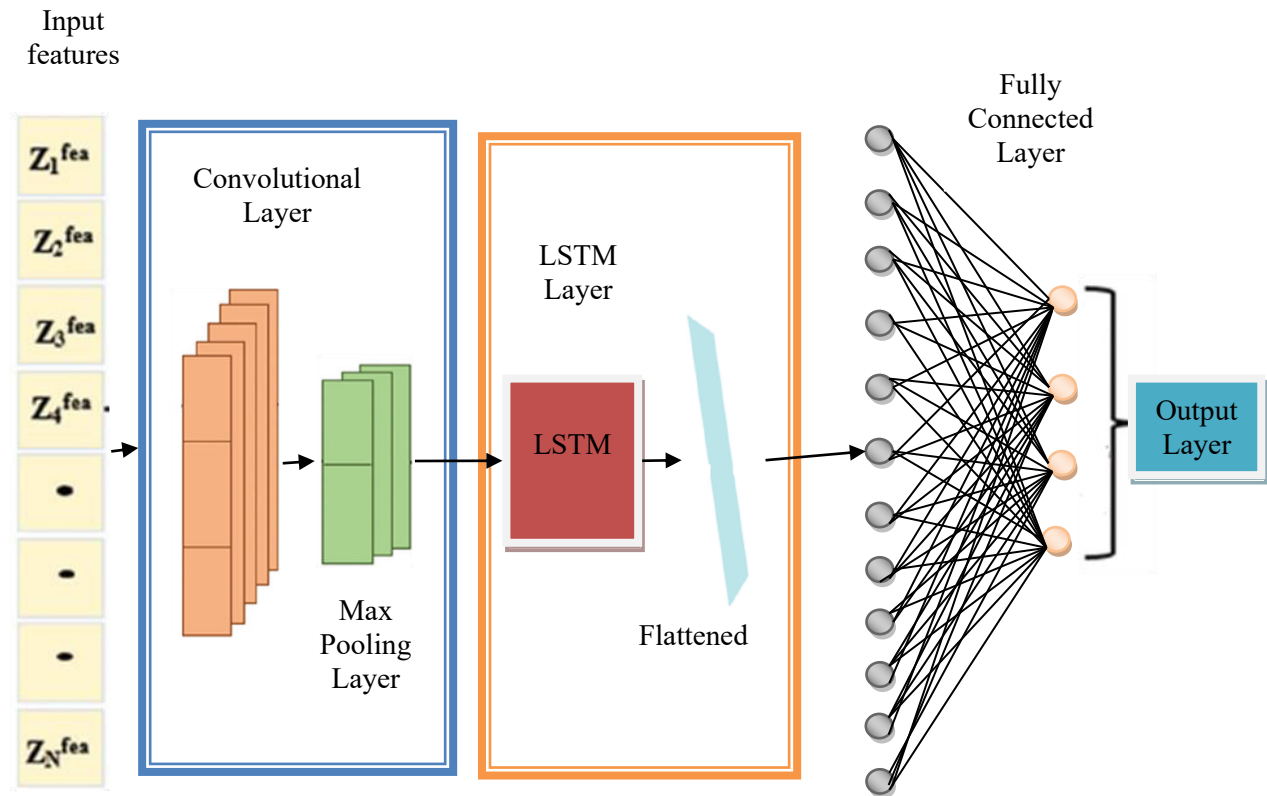 Input
features
Z₁ᶠᵉᵃ
Z₂ᶠᵉᵃ
Z₃ᶠᵉᵃ
Z₄ᶠᵉᵃ
Z_Nᶠᵉᵃ
Convolutional
Layer
Max
Pooling
Layer
LSTM
Layer
LSTM
Flattened
Fully
Connected
Layer
Output
Layer